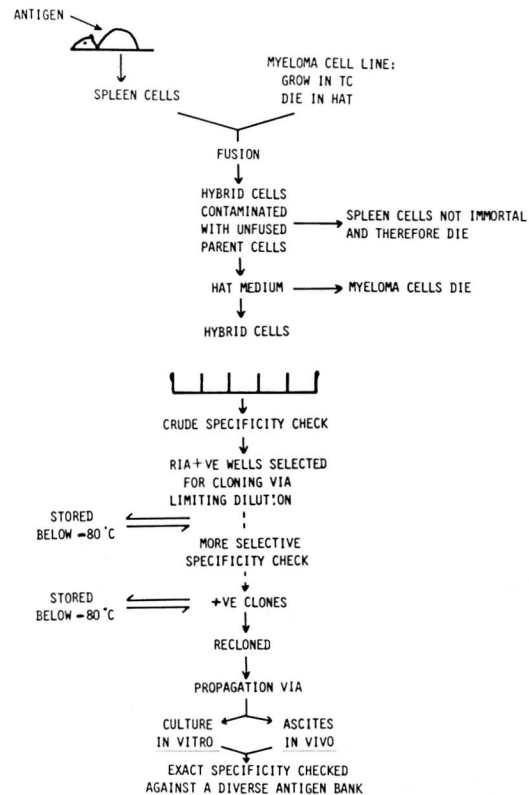 ANTIGEN
MYELOMA CELL LINE:
GROW IN TC
DIE IN HAT
SPLEEN CELLS
FUSION
HYBRID CELLS
CONTAMINATED
WITH UNFUSED
PARENT CELLS
SPLEEN CELLS NOT IMMORTAL
AND THEREFORE DIE
HAT MEDIUM
MYELOMA CELLS DIE
HYBRID CELLS
CRUDE SPECIFICITY CHECK
RIA+VE WELLS SELECTED
FOR CLONING VIA
LIMITING DILUTION
STORED
BELOW -80°C
MORE SELECTIVE
SPECIFICITY CHECK
STORED
BELOW -80°C
+VE CLONES
RECLONED
PROPAGATION VIA
CULTURE
IN VITRO
ASCITES
IN VIVO
EXACT SPECIFICITY CHECKED
AGAINST A DIVERSE ANTIGEN BANK